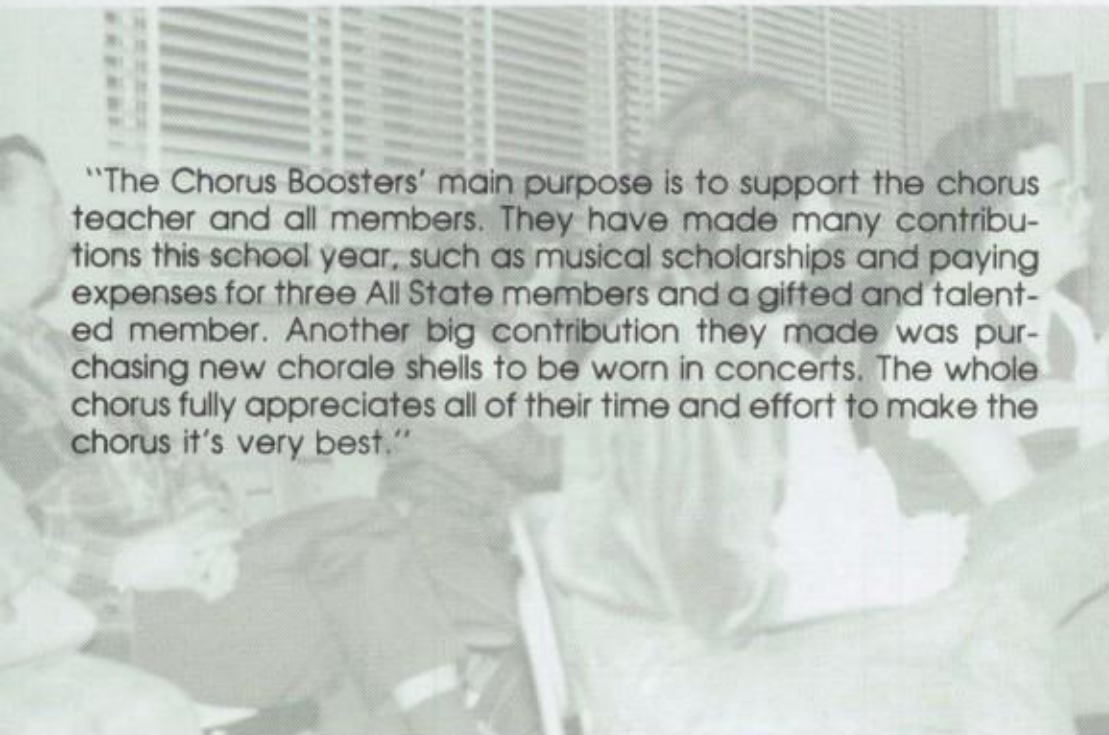 "The Chorus Boosters' main purpose is to support the chorus
teacher and all members. They have made many contribu-
tions this school year, such as musical scholarships and paying
expenses for three All State members and a gifted and talent-
ed member. Another big contribution they made was pur-
chasing new chorale shells to be worn in concerts. The whole
chorus fully appreciates all of their time and effort to make the
chorus it's very best."